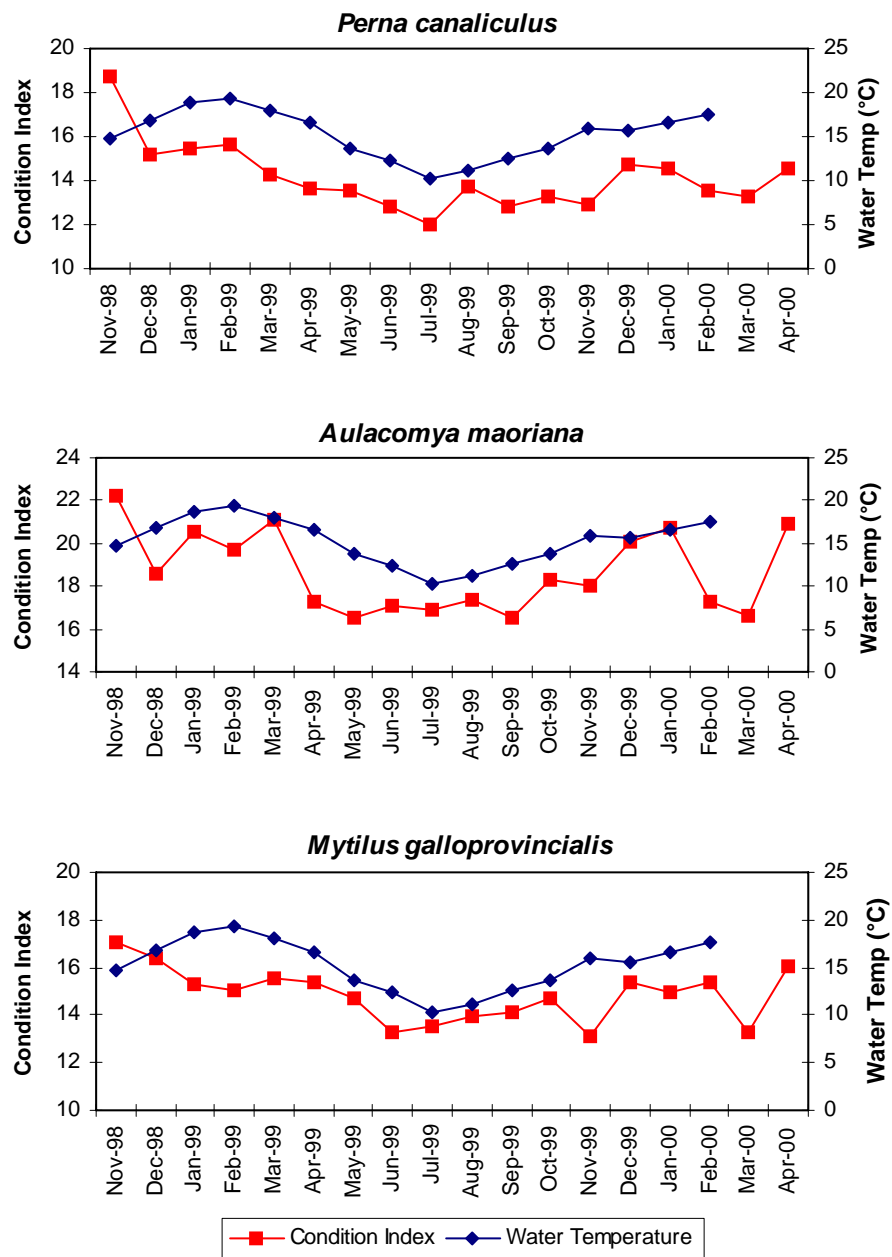 Perna canaliculus
20
18
16
14
12
10
Condition Index
25
20
15
10
5
0
Water Temp (°C)
Nov-98
Dec-98
Jan-99
Feb-99
Mar-99
Apr-99
May-99
Jun-99
Jul-99
Aug-99
Sep-99
Oct-99
Nov-99
Dec-99
Jan-00
Feb-00
Mar-00
Apr-00
Aulacomya maoriana
24
22
20
18
16
14
Condition Index
25
20
15
10
5
0
Water Temp (°C)
Nov-98
Dec-98
Jan-99
Feb-99
Mar-99
Apr-99
May-99
Jun-99
Jul-99
Aug-99
Sep-99
Oct-99
Nov-99
Dec-99
Jan-00
Feb-00
Mar-00
Apr-00
Mytilus galloprovincialis
20
18
16
14
12
10
Condition Index
25
20
15
10
5
0
Water Temp (°C)
Nov-98
Dec-98
Jan-99
Feb-99
Mar-99
Apr-99
May-99
Jun-99
Jul-99
Aug-99
Sep-99
Oct-99
Nov-99
Dec-99
Jan-00
Feb-00
Mar-00
Apr-00
Condition Index
Water Temperature